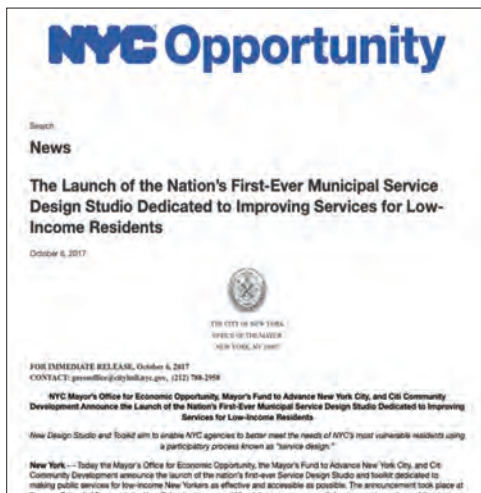 NYC Opportunity
Search
News
The Launch of the Nation's First-Ever Municipal Service
Design Studio Dedicated to Improving Services for Low-
Income Residents
October 6, 2017
THE CITY OF NEW YORK
OFFICE OF THE MAYOR
NEW YORK, NY 10007
FOR IMMEDIATE RELEASE, October 6, 2017
CONTACT: pressoffice@cityhall.nyc.gov, (212) 788-2958
NYC Mayor's Office for Economic Opportunity, Mayor's Fund to Advance New York City, and Citi Community
Development Announce the Launch of the Nation's First-Ever Municipal Service Design Studio Dedicated to Improving
Services for Low-Income Residents
New Design Studio and Toolkit aim to enable NYC agencies to better meet the needs of NYC's most vulnerable residents using
a participatory process known as "service design."
New York -- Today the Mayor's Office for Economic Opportunity, the Mayor's Fund to Advance New York City, and Citi
Community Development announce the launch of the nation's first-ever Service Design Studio and toolkit dedicated to
making public services for low-income New Yorkers as effective and accessible as possible. The announcement took place at